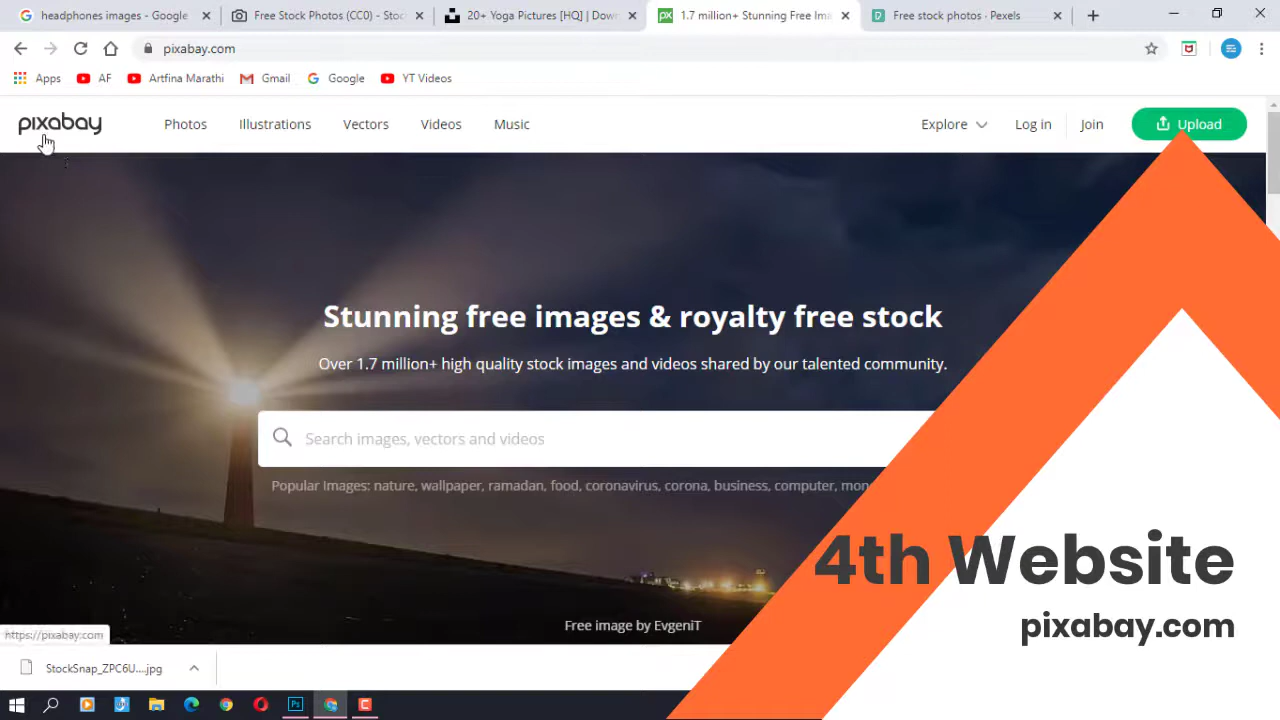 headphones images - Google
Free Stock Photos (CC0) - Stoc
20+ Yoga Pictures [HQ] | Down
1.7 million+ Stunning Free Ima
Free stock photos · Pexels
pixabay.com
Apps
AF
Artfina Marathi
Gmail
Google
YT Videos
pixabay
Photos
Illustrations
Vectors
Videos
Music
Explore
Log in
Join
Upload
Stunning free images & royalty free stock
Over 1.7 million+ high quality stock images and videos shared by our talented community.
Search images, vectors and videos
Popular Images: nature, wallpaper, ramadan, food, coronavirus, corona, business, computer, mon
4th Website
pixabay.com
Free image by EvgeniT
https://pixabay.com
StockSnap_ZPC6U....jpg
Ps